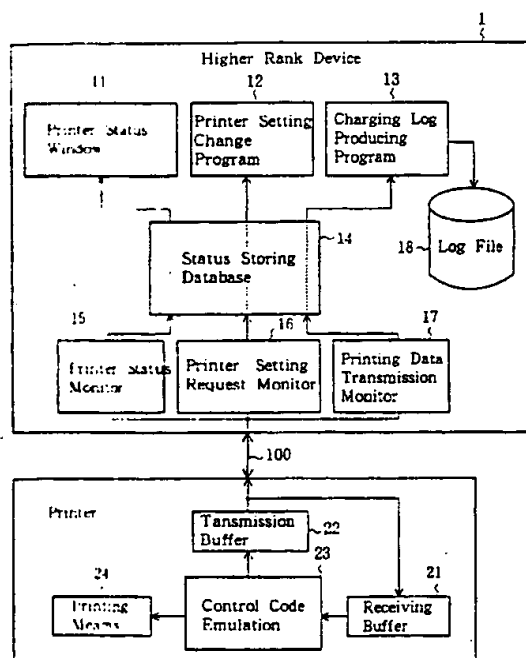 1
Higher Rank Device
11
12
13
Printer Status
Window
Printer Setting
Change
Program
Charging Log
Producing
Program
14
Status Storing
Database
18
Log File
15
16
17
Printer Status
Monitor
Printer Setting
Request Monitor
Printing Data
Transmission
Monitor
100
Printer
Tansmission
Buffer
22
23
24
21
Printing
Meams
Control Code
Emulation
Receiving
Buffer